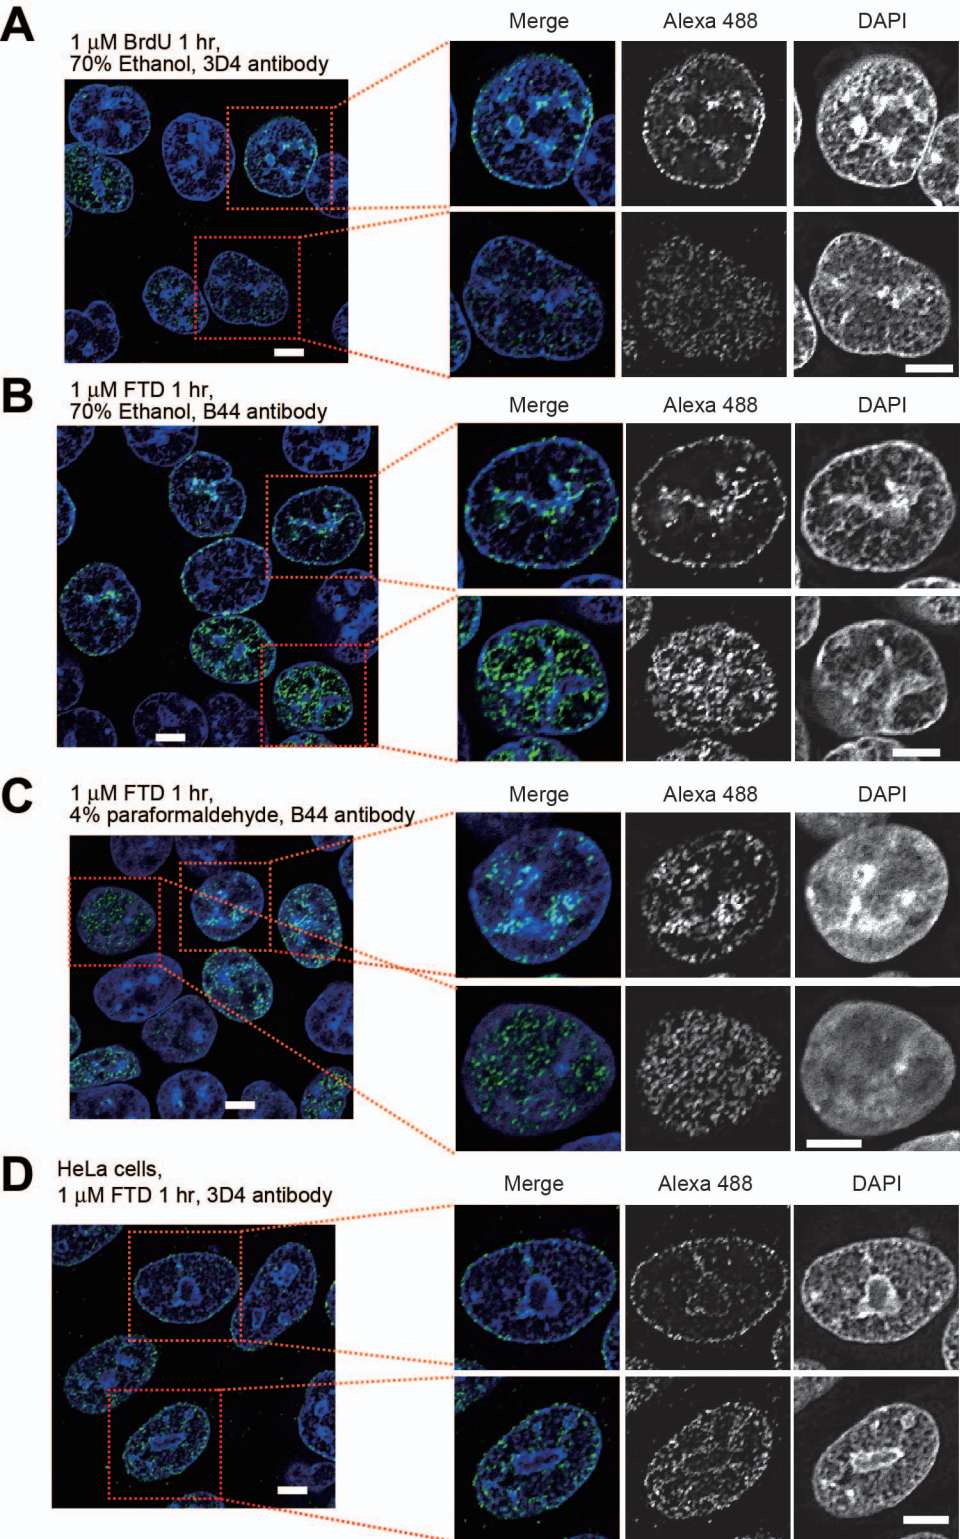 A
1 μM BrdU 1 hr,
70% Ethanol, 3D4 antibody
Merge
Alexa 488
DAPI
B
1 μM FTD 1 hr,
70% Ethanol, B44 antibody
Merge
Alexa 488
DAPI
C
1 μM FTD 1 hr,
4% paraformaldehyde, B44 antibody
Merge
Alexa 488
DAPI
D
HeLa cells,
1 μM FTD 1 hr, 3D4 antibody
Merge
Alexa 488
DAPI